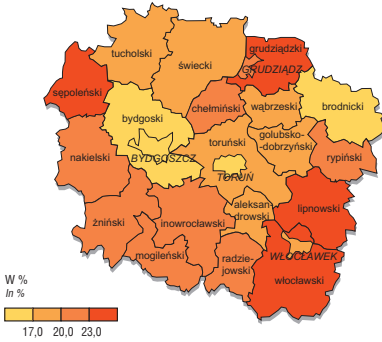 tucholski
świecki
grudziądzki
GRUDZIĄDZ
sępoleński
chełmiński
wąbrzeski
brodnicki
bydgoski
toruński
golubsko-
-dobrzyński
nakielski
BYDGOSZCZ
rypiński
TORUŃ
lipnowski
aleksan-
drowski
żniński
inowrocławski
mogileński
radzie-
jowski
WŁOCŁAWEK
włocławski
W %
In %
17,0 20,0 23,0